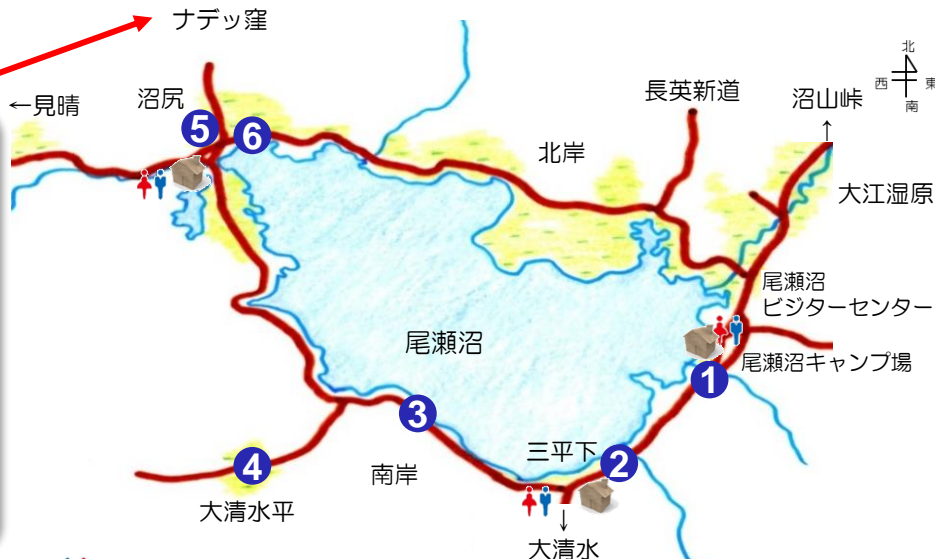 ナデッ窪
←見晴
沼尻
長英新道
沼山峠
↑
北
西
東
南
5
6
北岸
大江湿原
尾瀬沼
ビジターセンター
尾瀬沼
1
尾瀬沼キャンプ場
3
三平下
2
4
南岸
大清水平
↓
大清水